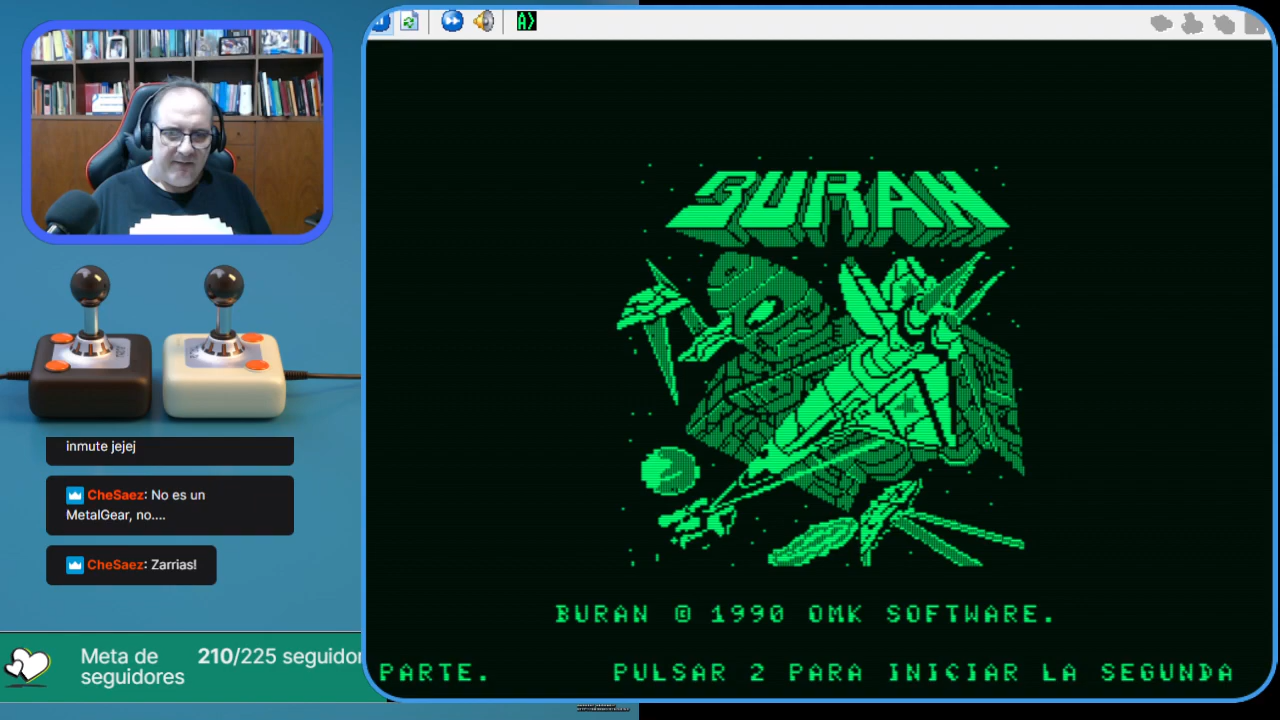 A>
BURAN
inmute jejej
CheSaez: No es un
MetalGear, no....
CheSaez: Zarrias!
BURAN © 1990 OMK SOFTWARE.
Meta de
seguidores
210/225 seguidor
PARTE. PULSAR 2 PARA INICIAR LA SEGUNDA